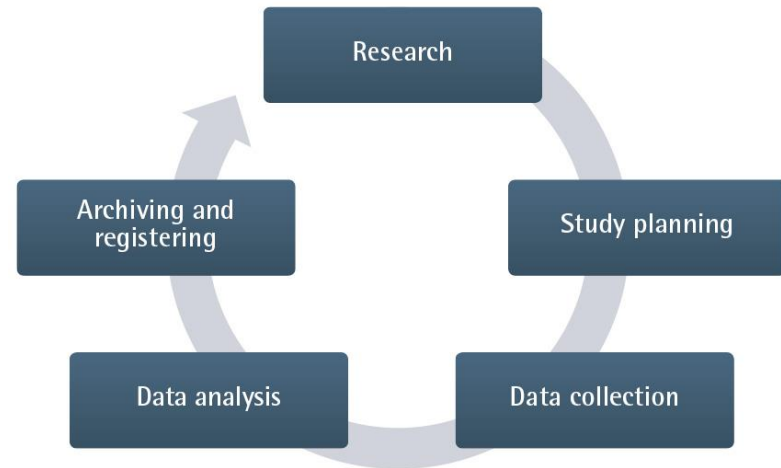 Research
Study planning
Data collection
Data analysis
Archiving and
registering